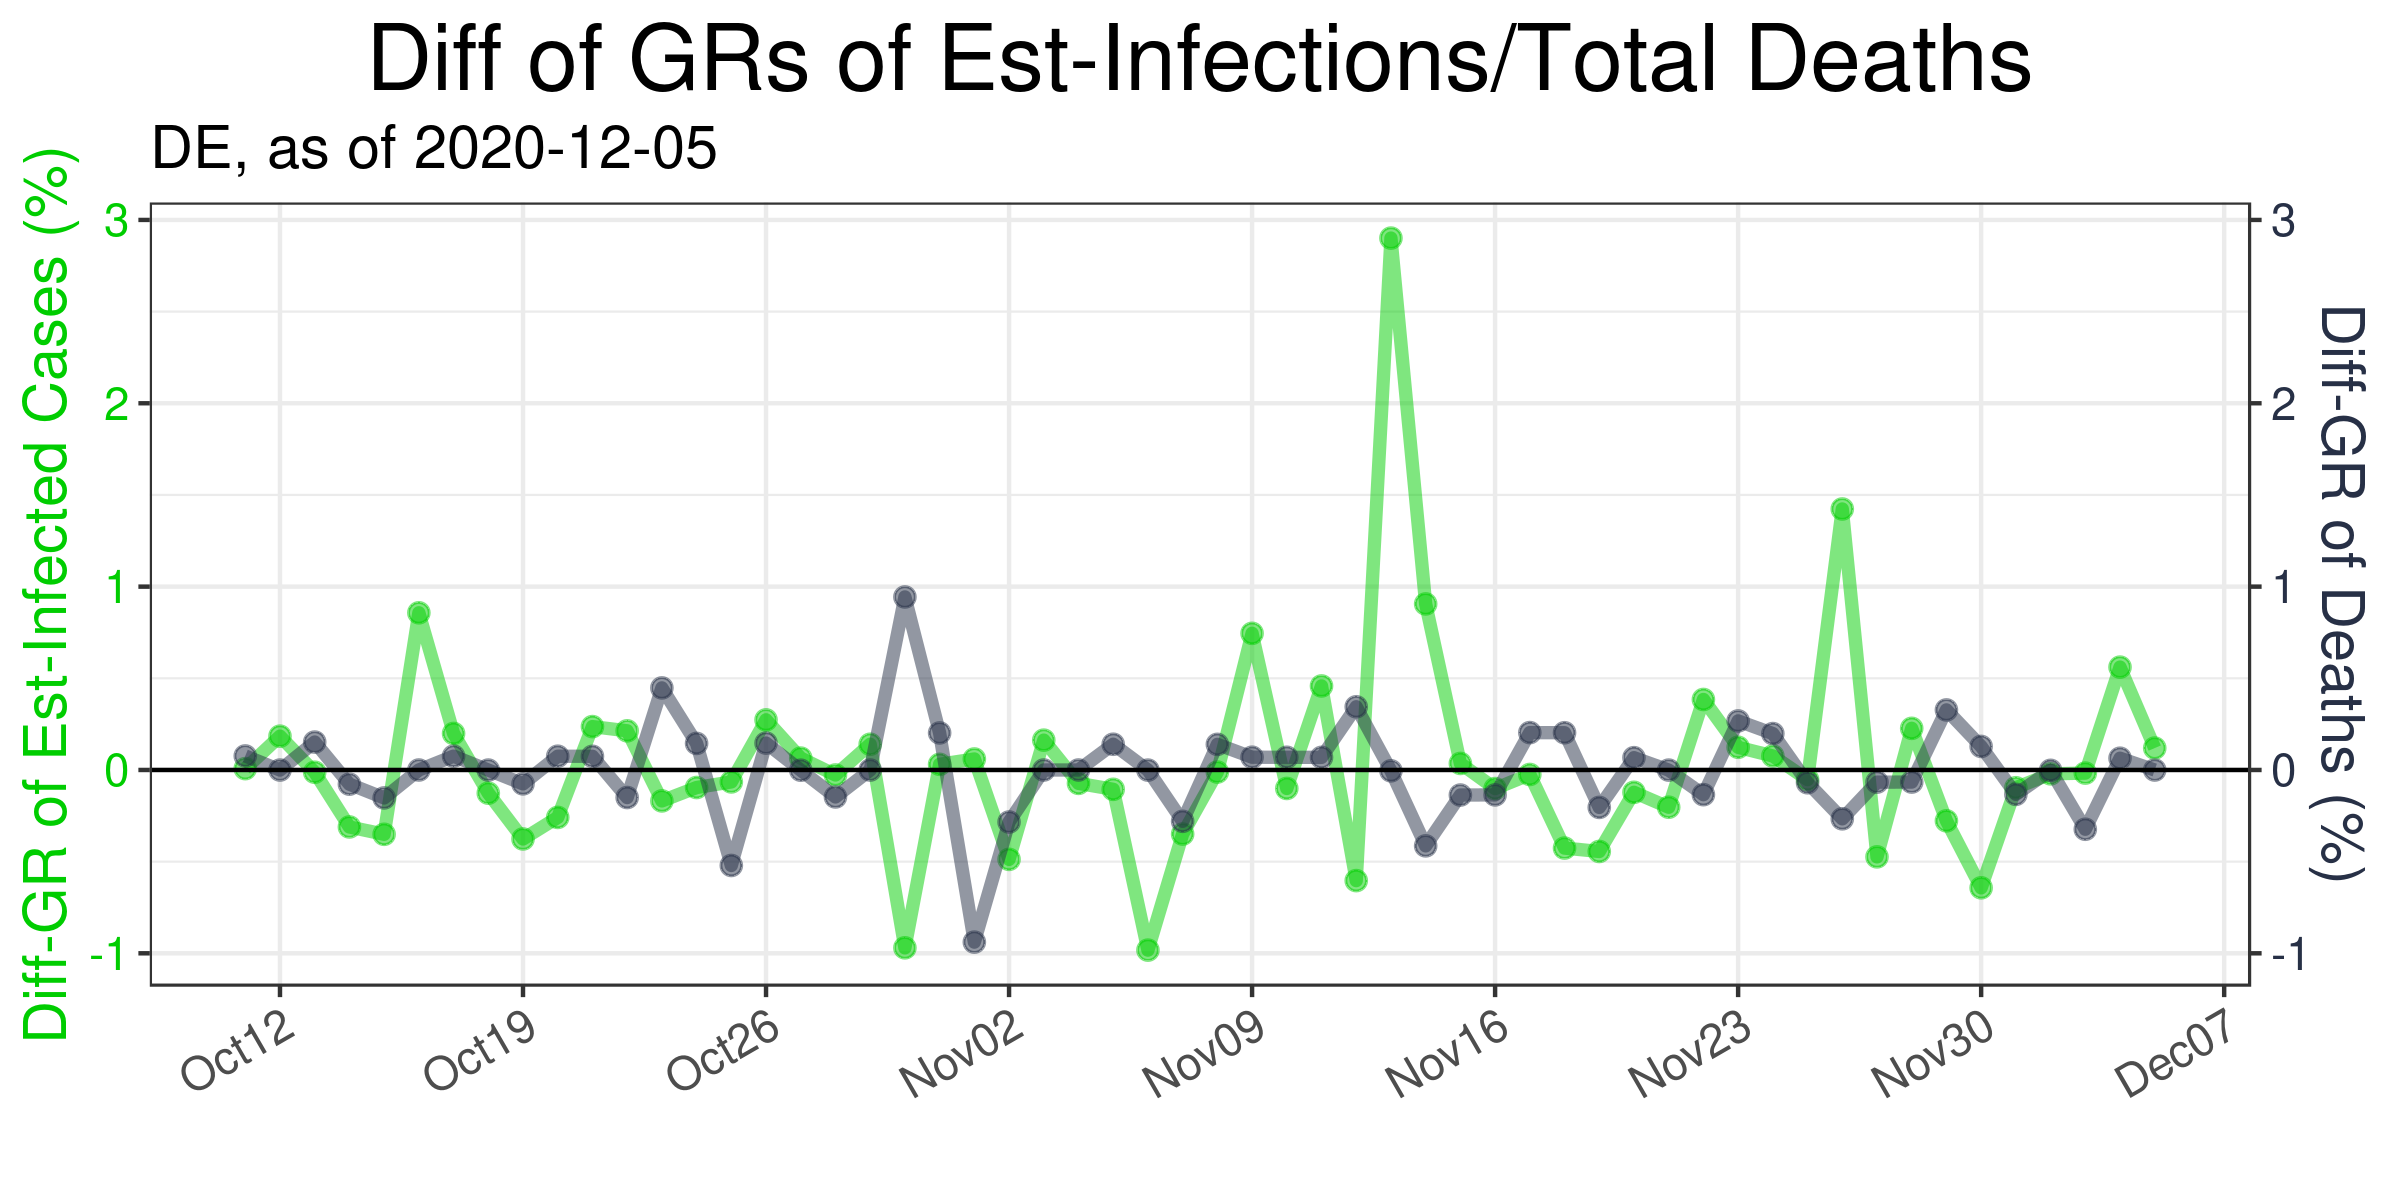 Diff of GRs of Est-Infections/Total Deaths
DE, as of 2020-12-05
Diff-GR of Est-Infected Cases (%)
3
2
1
0
-1
3
2
1
0
-1
Diff-GR of Deaths (%)
Oct12
Oct19
Oct26
Nov02
Nov09
Nov16
Nov23
Nov30
Dec07